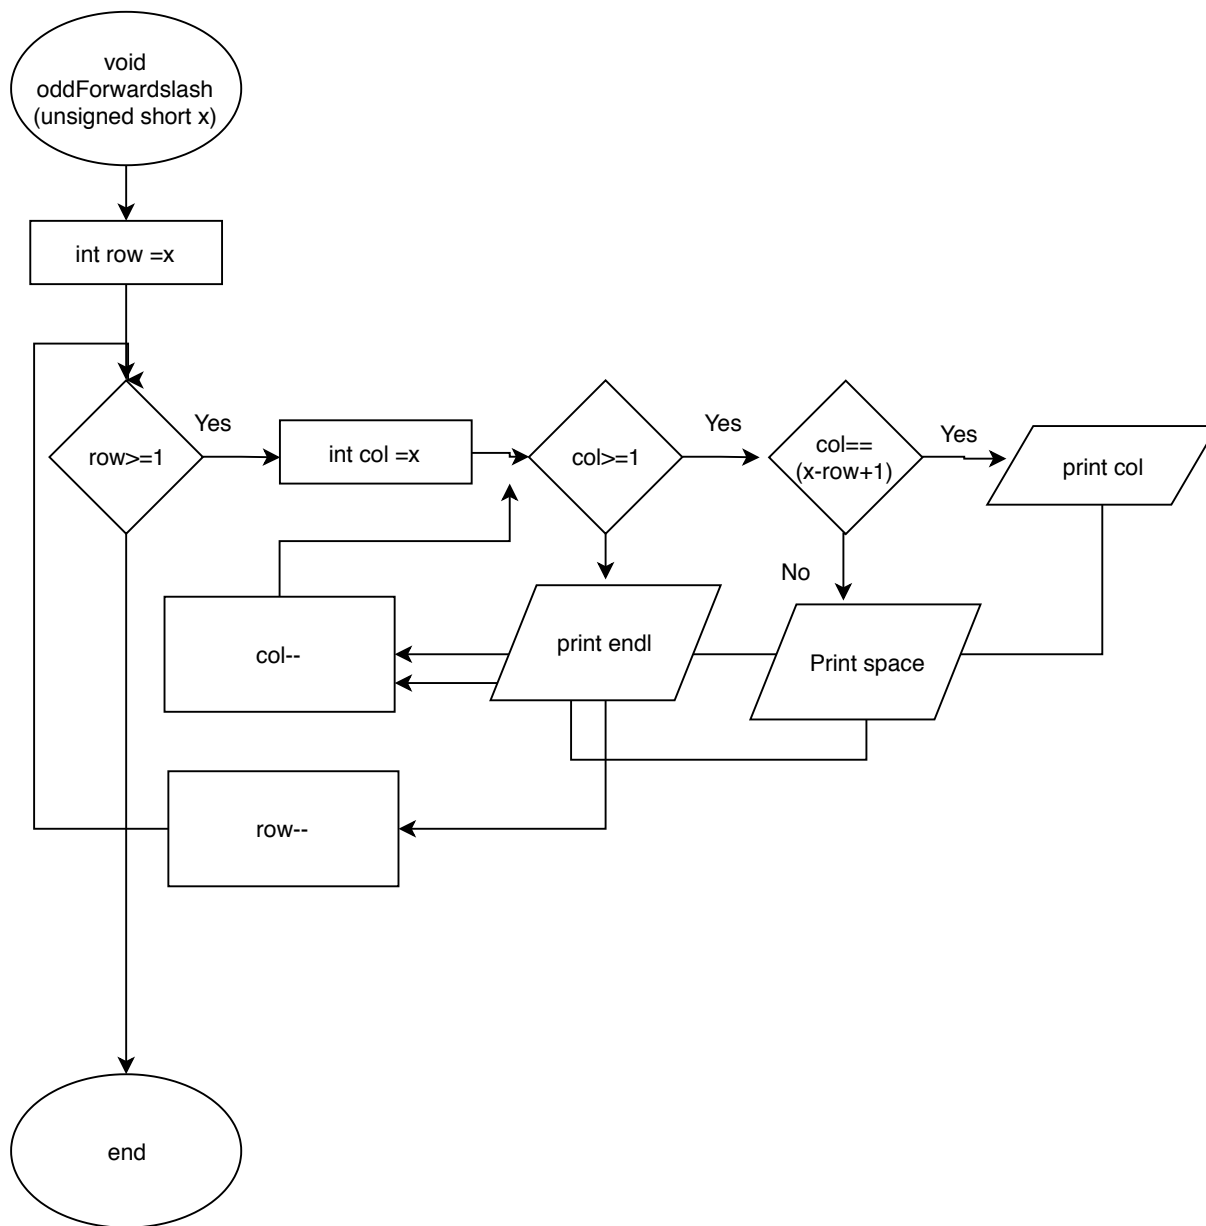 void
oddForwardslash
(unsigned short x)
int row =x
row>=1
Yes
int col =x
col>=1
Yes
col==
(x-row+1)
Yes
print col
No
col--
print endl
Print space
row--
end